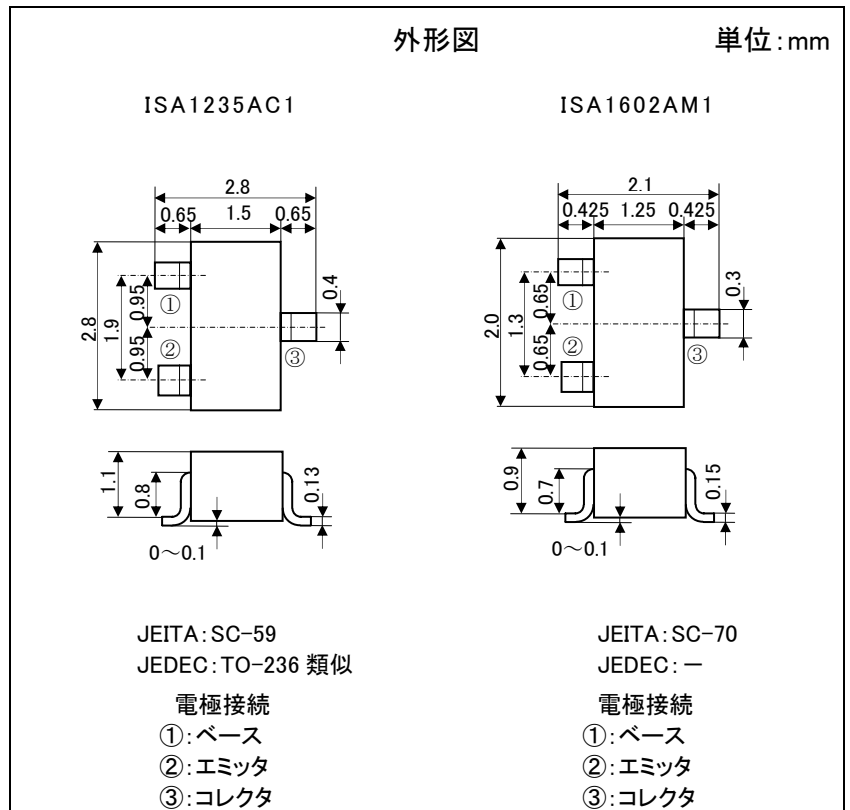 外形図 単位:mm
ISA1235AC1
2.8
0.65 1.5 0.65
2.8
1.9
0.95
0.95
0.4
①
②
③
1.1
0.8
0.13
0～0.1
JEITA:SC-59
JEDEC:TO-236 類似
電極接続
①:ベース
②:エミッタ
③:コレクタ
ISA1602AM1
2.1
0.425 1.25 0.425
2.0
1.3
0.65
0.65
0.3
①
②
③
0.9
0.7
0.15
0～0.1
JEITA:SC-70
JEDEC:－
電極接続
①:ベース
②:エミッタ
③:コレクタ